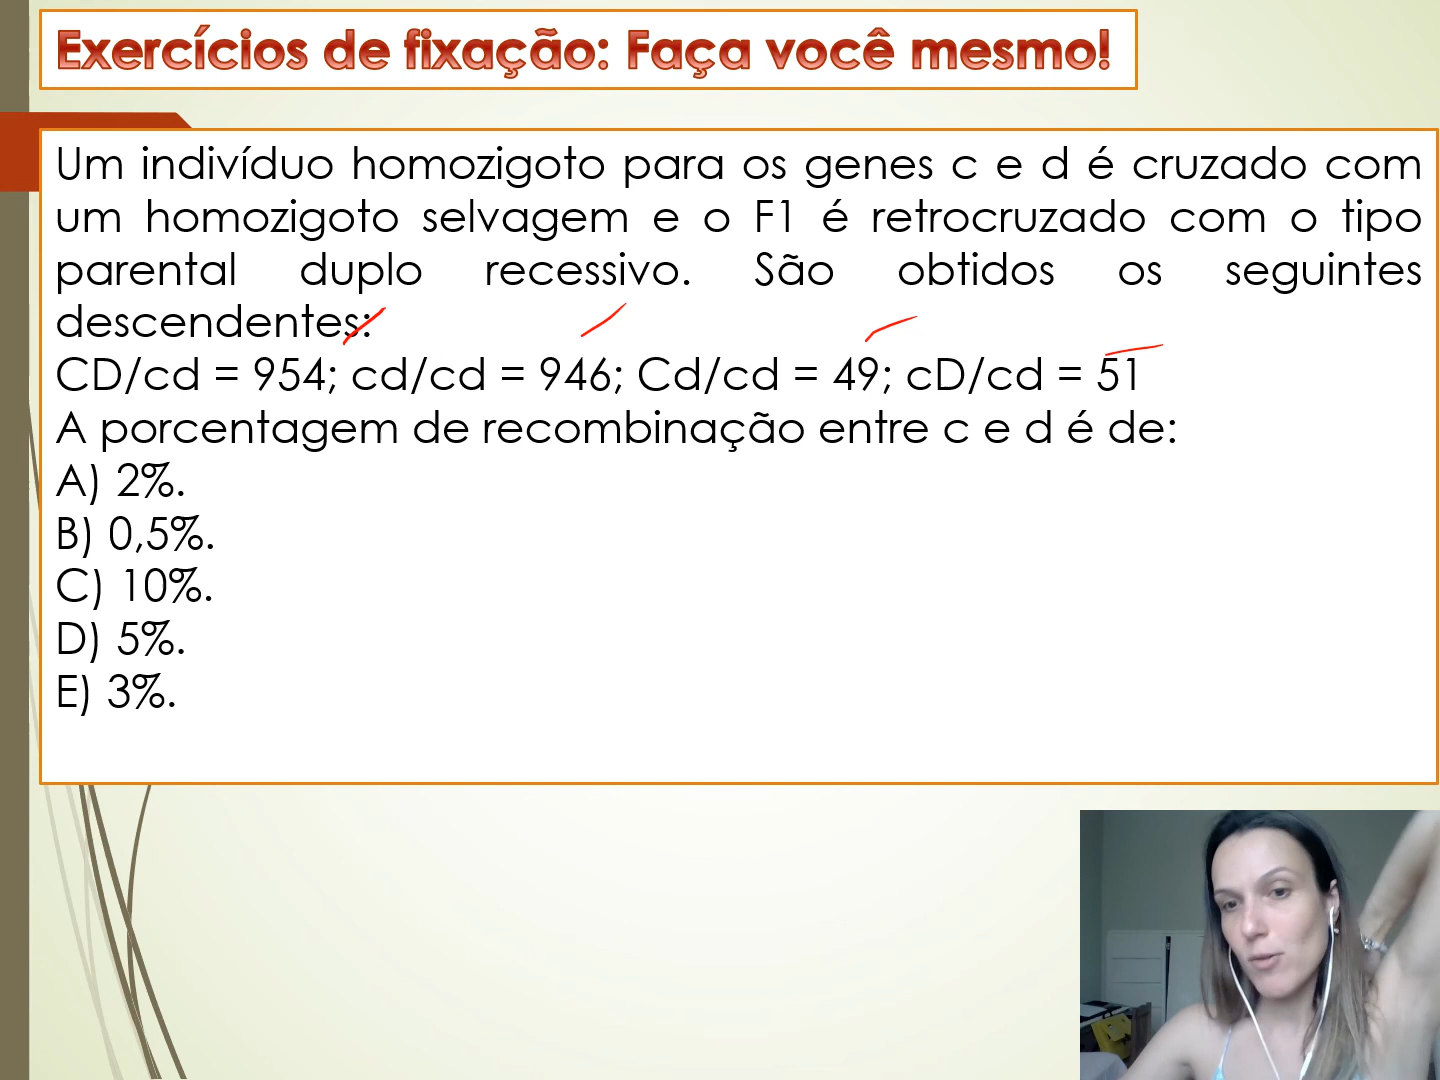 Exercícios de fixação: Faça você mesmo!
Um indivíduo homozigoto para os genes c e d é cruzado com
um homozigoto selvagem e o F1 é retrocruzado com o tipo
parental duplo recessivo. São obtidos os seguintes
descendentes:
CD/cd = 954; cd/cd = 946; Cd/cd = 49; cD/cd = 51
A porcentagem de recombinação entre c e d é de:
A) 2%.
B) 0,5%.
C) 10%.
D) 5%.
E) 3%.